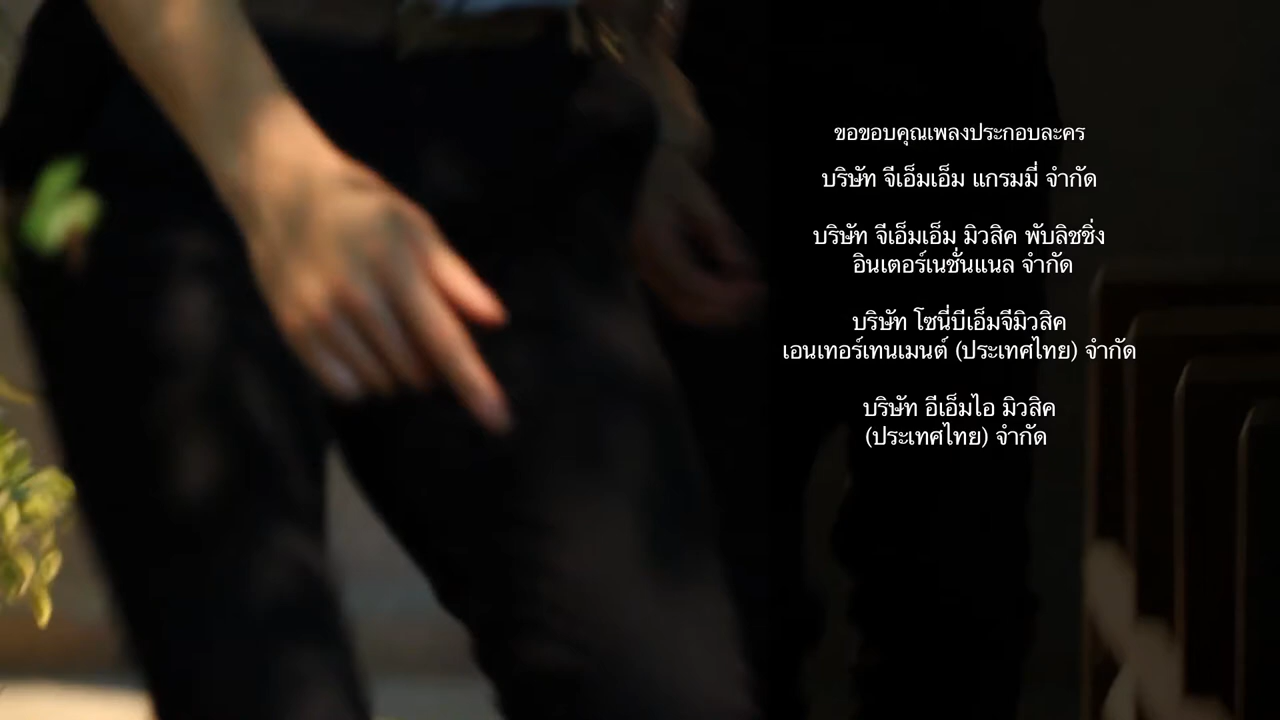 ขอขอบคุณเพลงประกอบละคร
บริษัท จีเอ็มเอ็ม แกรมมี่ จำกัด
บริษัท จีเอ็มเอ็ม มิวสิค พับลิชชิ่ง
อินเตอร์เนชั่นแนล จำกัด
บริษัท โซนี่บีเอ็มจีมิวสิค
เอนเทอร์เทนเมนต์ (ประเทศไทย) จำกัด
บริษัท อีเอ็มไอ มิวสิค
(ประเทศไทย) จำกัด